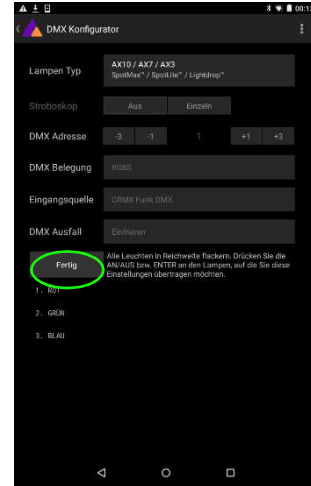 00:12
DMX Konfigurator
Lampen Typ
AX10 / AX7 / AX3
SpotMax™ / SpotLite™ / Lightdrop™
Stroboskop Aus Einzeln
DMX Adresse -3 -1 1 +1 +3
DMX Belegung RGBS
Eingangsquelle CRMX Funk DMX
DMX Ausfall Einfrieren
Fertig
Alle Leuchten in Reichweite flackern. Drücken Sie die
AN/AUS bzw. ENTER an den Lampen, auf die Sie diese
Einstellungen übertragen möchten.
1. ROT
2. GRÜN
3. BLAU